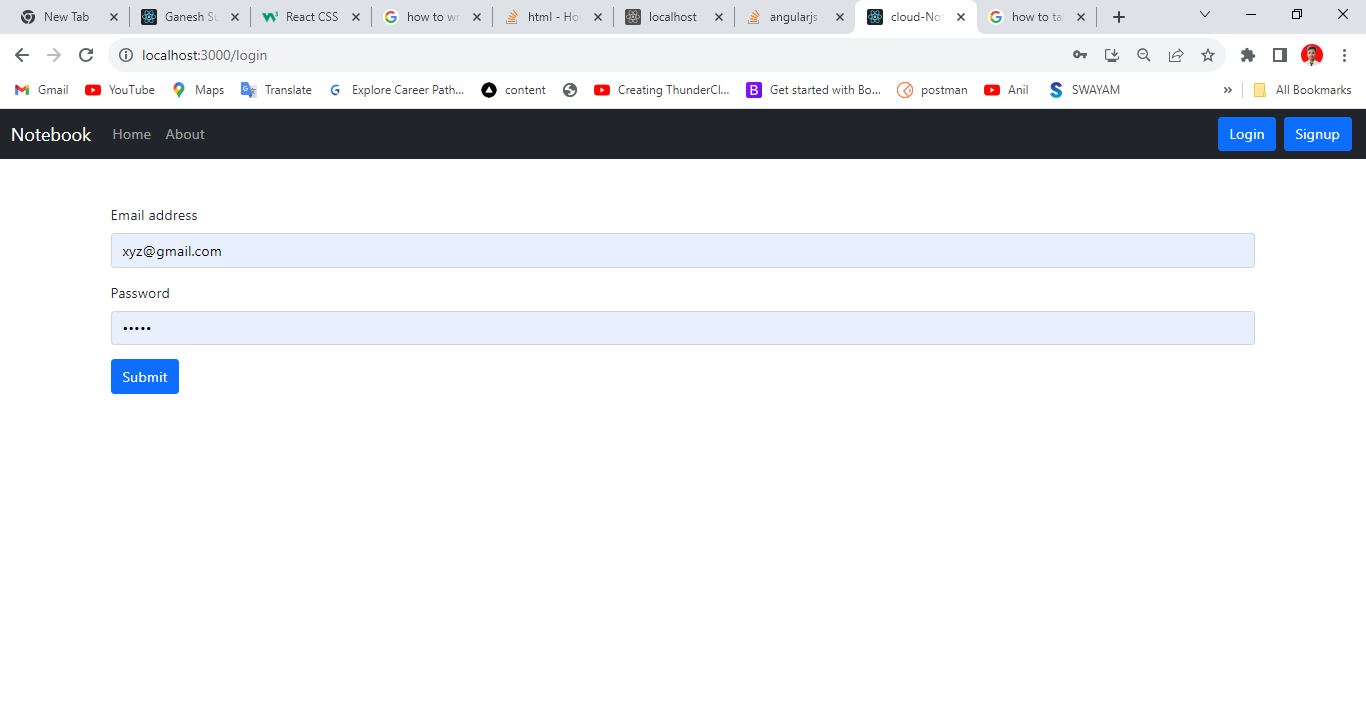 New Tab Ganesh Su React CSS how to wr html - Ho localhost angularjs cloud-No how to ta
localhost:3000/login
Gmail YouTube Maps Translate Explore Career Path... content Creating ThunderCl... Get started with Bo... postman Anil SWAYAM » All Bookmarks
Notebook Home About Login Signup
Email address
xyz@gmail.com
Password
•••••
Submit